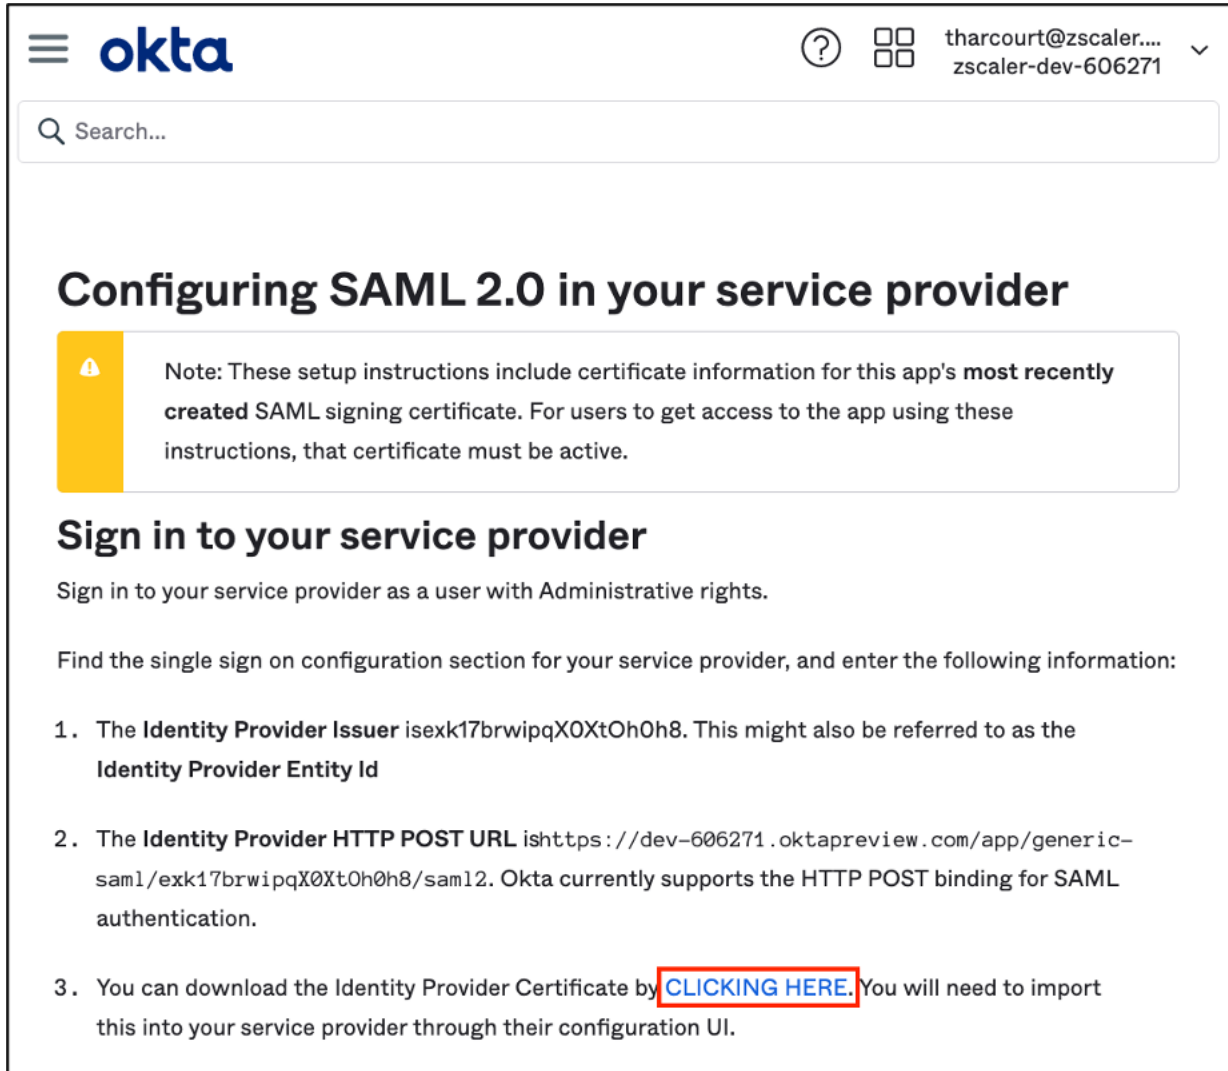 okta
tharcourt@zscaler....
zscaler-dev-606271
Search...
Configuring SAML 2.0 in your service provider
Note: These setup instructions include certificate information for this app's most recently
created SAML signing certificate. For users to get access to the app using these
instructions, that certificate must be active.
Sign in to your service provider
Sign in to your service provider as a user with Administrative rights.
Find the single sign on configuration section for your service provider, and enter the following information:
1. The Identity Provider Issuer isexk17brwipqX0XtOh0h8. This might also be referred to as the
Identity Provider Entity Id
2. The Identity Provider HTTP POST URL ishttps://dev-606271.oktapreview.com/app/generic-
saml/exk17brwipqX0XtOh0h8/saml2. Okta currently supports the HTTP POST binding for SAML
authentication.
3. You can download the Identity Provider Certificate by CLICKING HERE. You will need to import
this into your service provider through their configuration UI.